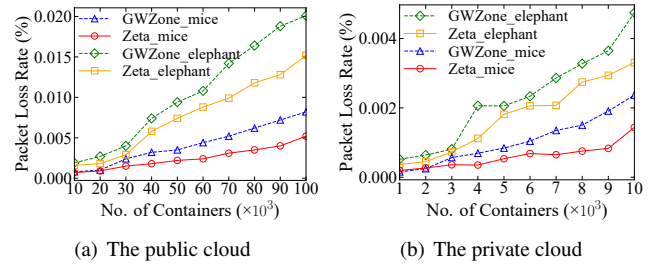 Packet Loss Rate (%)
0.020
0.015
0.010
0.005
0.000
GWZone_mice
Zeta_mice
GWZone_elephant
Zeta_elephant
10 20 30 40 50 60 70 80 90 100
No. of Containers (×10³)
(a) The public cloud
Packet Loss Rate (%)
0.004
0.002
0.000
GWZone_elephant
Zeta_elephant
GWZone_mice
Zeta_mice
1 2 3 4 5 6 7 8 9 10
No. of Containers (×10³)
(b) The private cloud